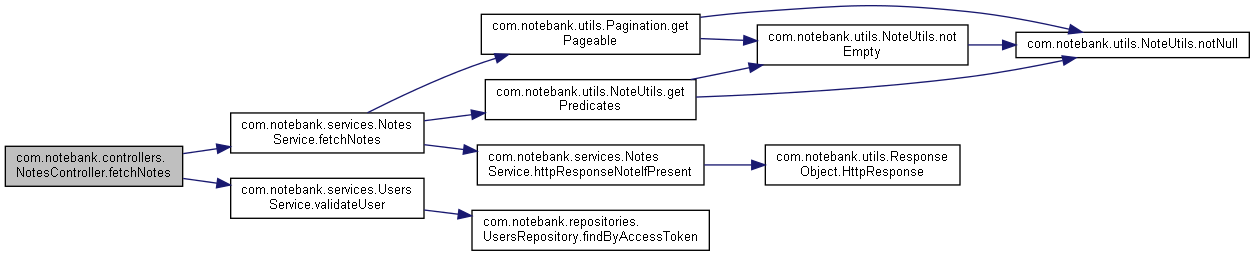 com.notebank.controllers.
NotesController.fetchNotes
com.notebank.services.Notes
Service.fetchNotes
com.notebank.services.Users
Service.validateUser
com.notebank.utils.Pagination.get
Pageable
com.notebank.utils.NoteUtils.get
Predicates
com.notebank.services.Notes
Service.httpResponseNoteIfPresent
com.notebank.repositories.
UsersRepository.findByAccessToken
com.notebank.utils.NoteUtils.not
Empty
com.notebank.utils.Response
Object.HttpResponse
com.notebank.utils.NoteUtils.notNull